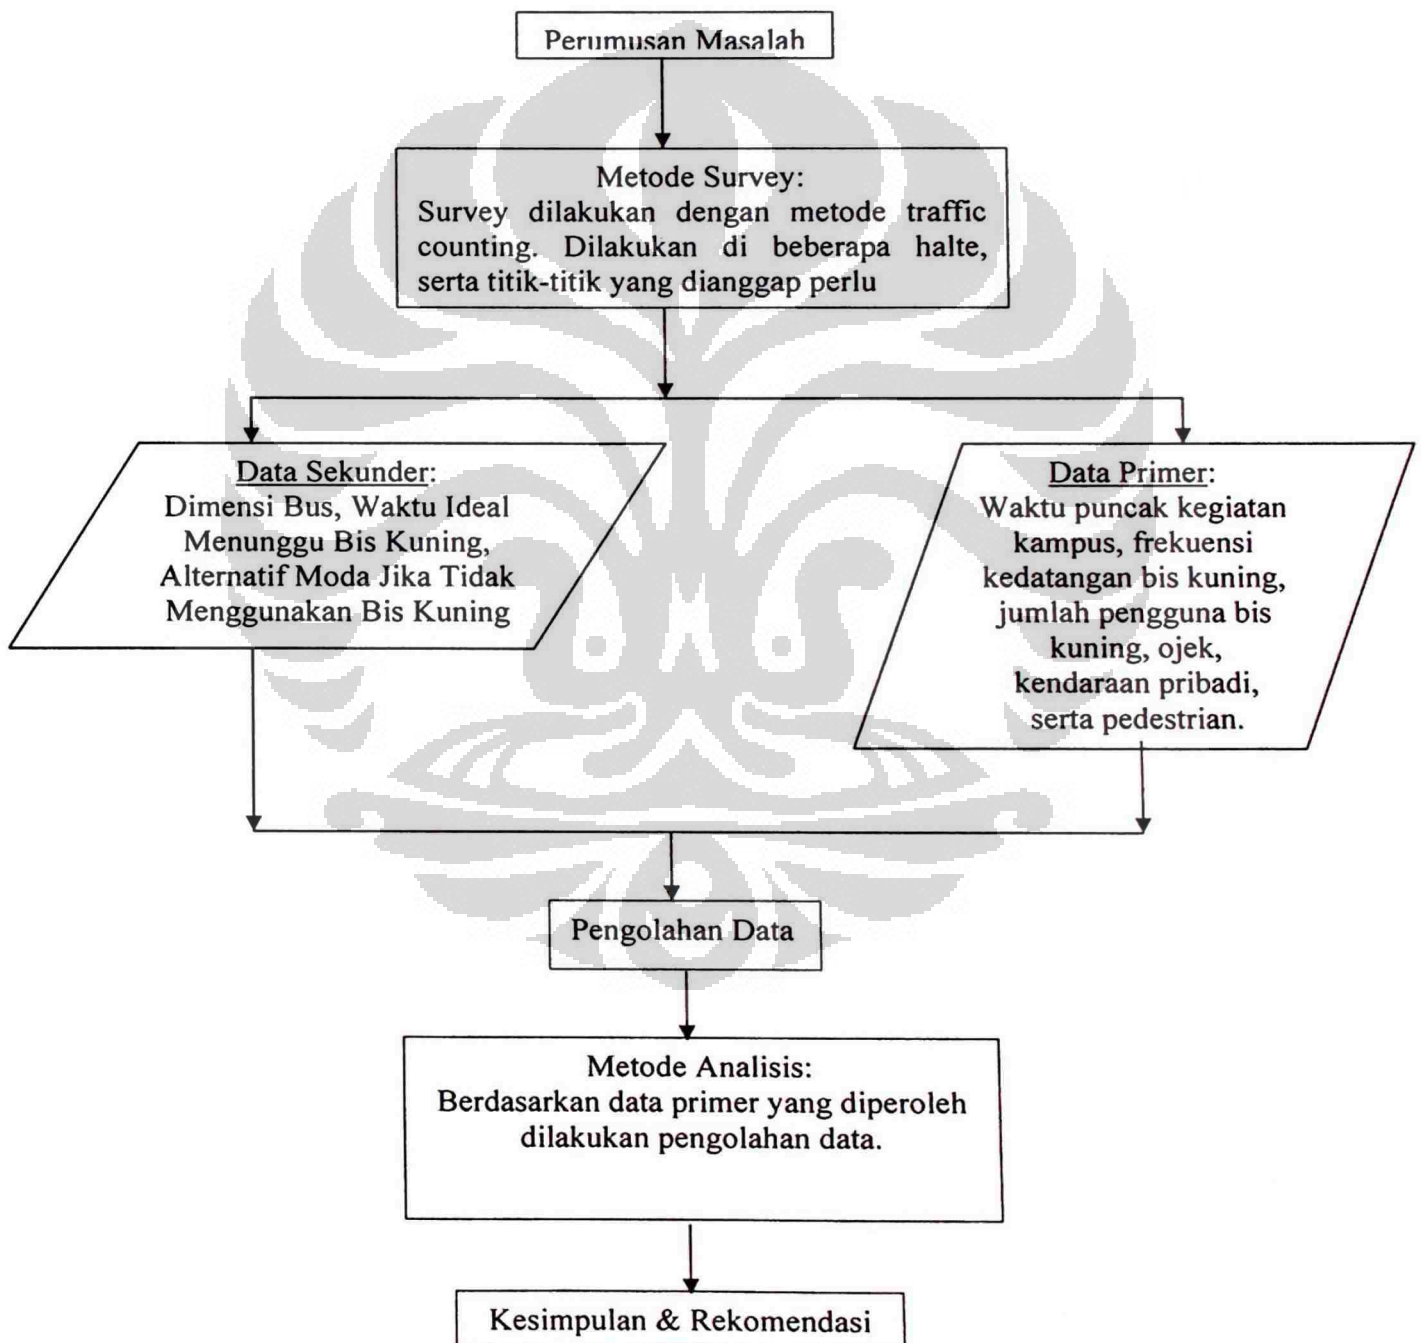 Perumusan Masalah
Metode Survey:
Survey dilakukan dengan metode traffic
counting. Dilakukan di beberapa halte,
serta titik-titik yang dianggap perlu
Data Sekunder:
Dimensi Bus, Waktu Ideal
Menunggu Bis Kuning,
Alternatif Moda Jika Tidak
Menggunakan Bis Kuning
Data Primer:
Waktu puncak kegiatan
kampus, frekuensi
kedatangan bis kuning,
jumlah pengguna bis
kuning, ojek,
kendaraan pribadi,
serta pedestrian.
Pengolahan Data
Metode Analisis:
Berdasarkan data primer yang diperoleh
dilakukan pengolahan data.
Kesimpulan & Rekomendasi